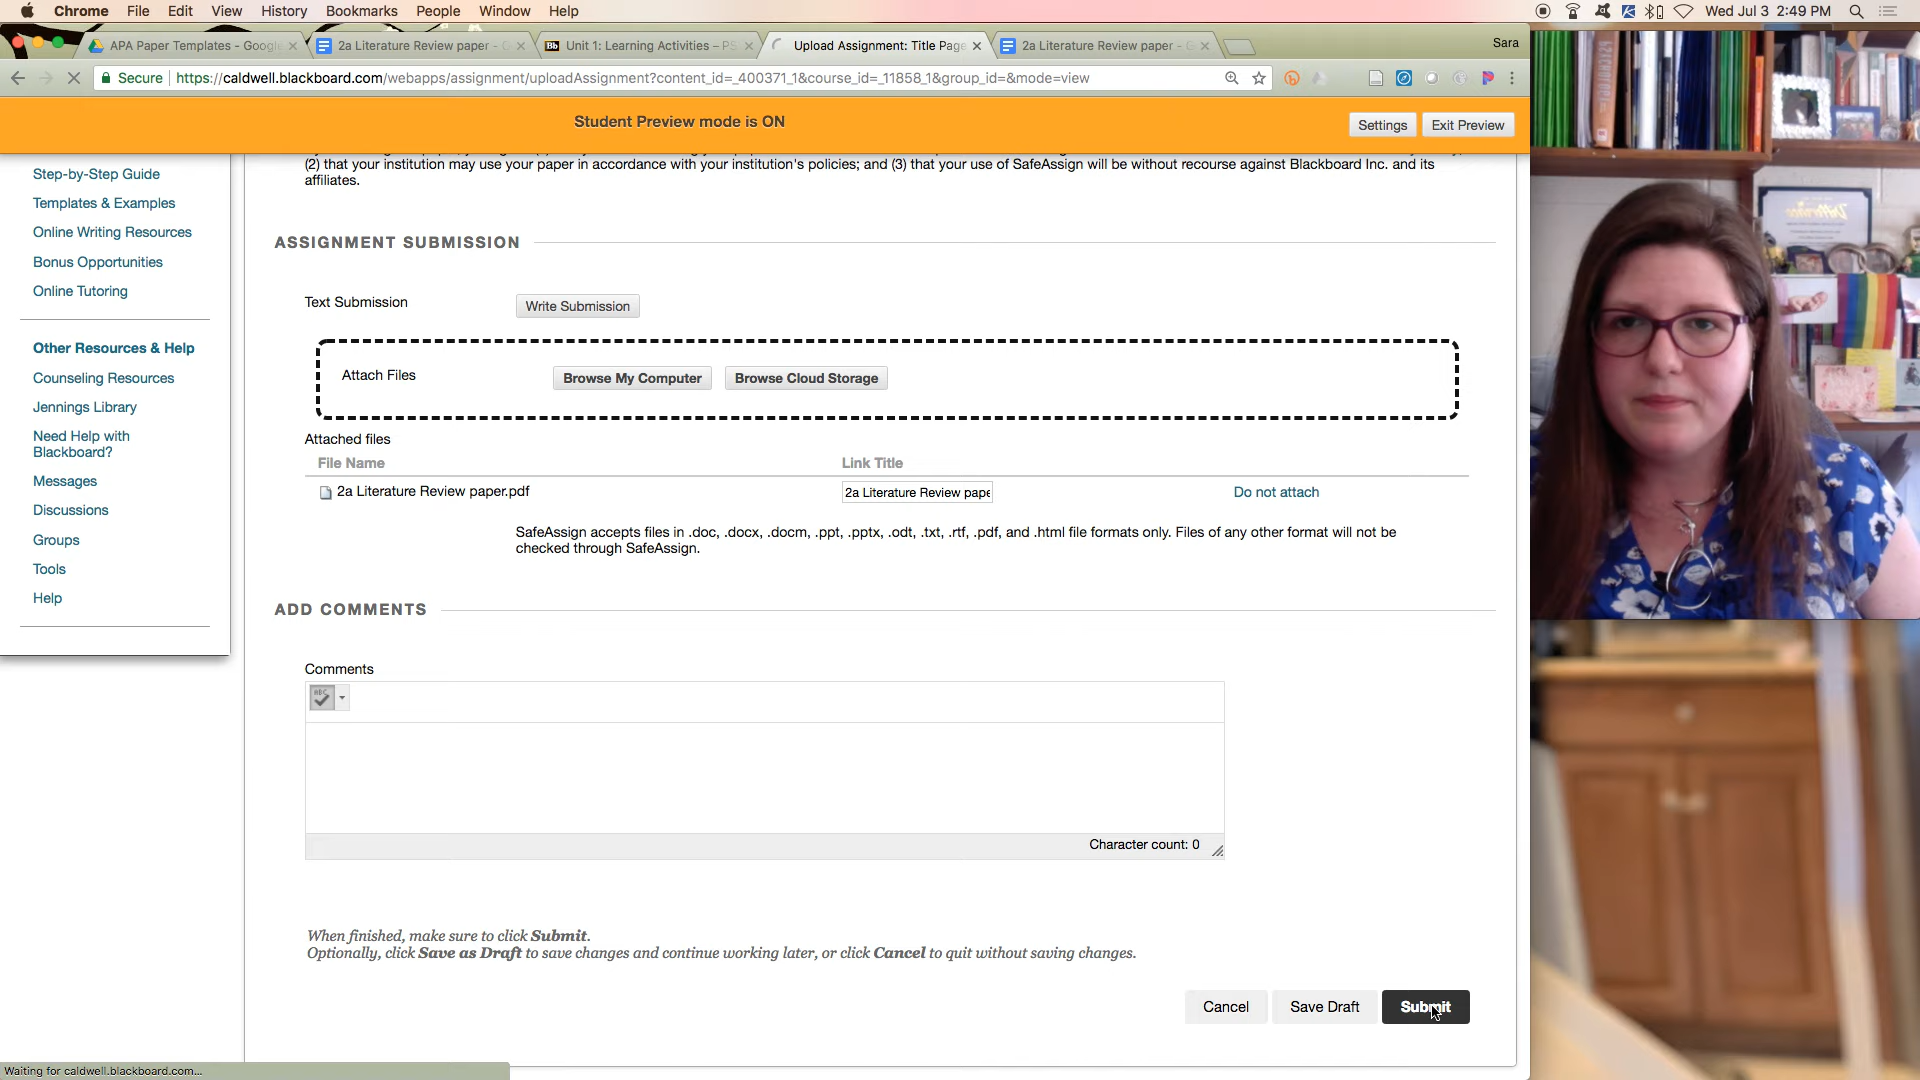 Chrome File Edit View History Bookmarks People Window Help
Wed Jul 3 2:49 PM
APA Paper Templates - Google
2a Literature Review paper - G
Bb Unit 1: Learning Activities – PS
Upload Assignment: Title Page
2a Literature Review paper - G
Sara
Secure https://caldwell.blackboard.com/webapps/assignment/uploadAssignment?content_id=_400371_1&course_id=_11858_1&group_id=&mode=view
Student Preview mode is ON
Settings
Exit Preview
(2) that your institution may use your paper in accordance with your institution's policies; and (3) that your use of SafeAssign will be without recourse against Blackboard Inc. and its
affiliates.
Step-by-Step Guide
Templates & Examples
Online Writing Resources
Bonus Opportunities
Online Tutoring
Other Resources & Help
Counseling Resources
Jennings Library
Need Help with
Blackboard?
Messages
Discussions
Groups
Tools
Help
ASSIGNMENT SUBMISSION
Text Submission
Write Submission
Attach Files
Browse My Computer
Browse Cloud Storage
Attached files
File Name
Link Title
2a Literature Review paper.pdf
2a Literature Review pape
Do not attach
SafeAssign accepts files in .doc, .docx, .docm, .ppt, .pptx, .odt, .txt, .rtf, .pdf, and .html file formats only. Files of any other format will not be
checked through SafeAssign.
ADD COMMENTS
Comments
ABC
Character count: 0
When finished, make sure to click Submit.
Optionally, click Save as Draft to save changes and continue working later, or click Cancel to quit without saving changes.
Cancel
Save Draft
Submit
Waiting for caldwell.blackboard.com...